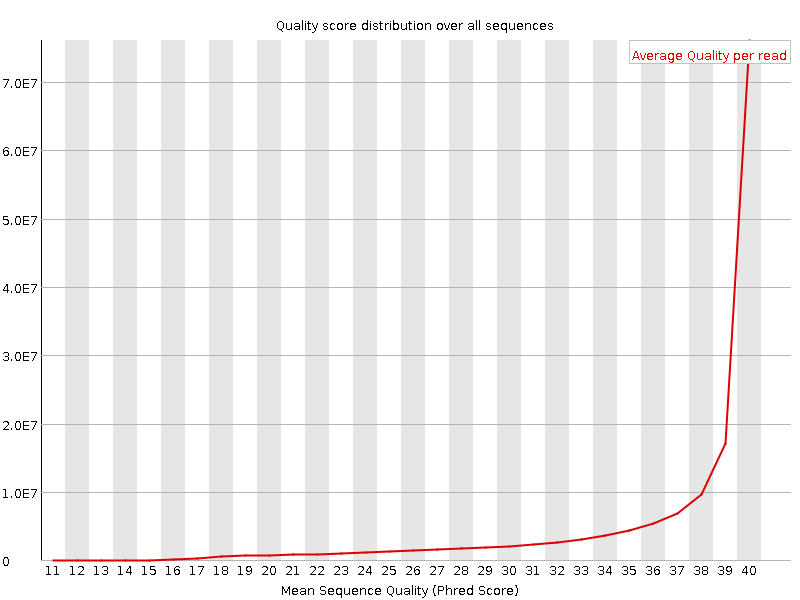 Quality score distribution over all sequences
Average Quality per read
7.0E7
6.0E7
5.0E7
4.0E7
3.0E7
2.0E7
1.0E7
0
11 12 13 14 15 16 17 18 19 20 21 22 23 24 25 26 27 28 29 30 31 32 33 34 35 36 37 38 39 40
Mean Sequence Quality (Phred Score)